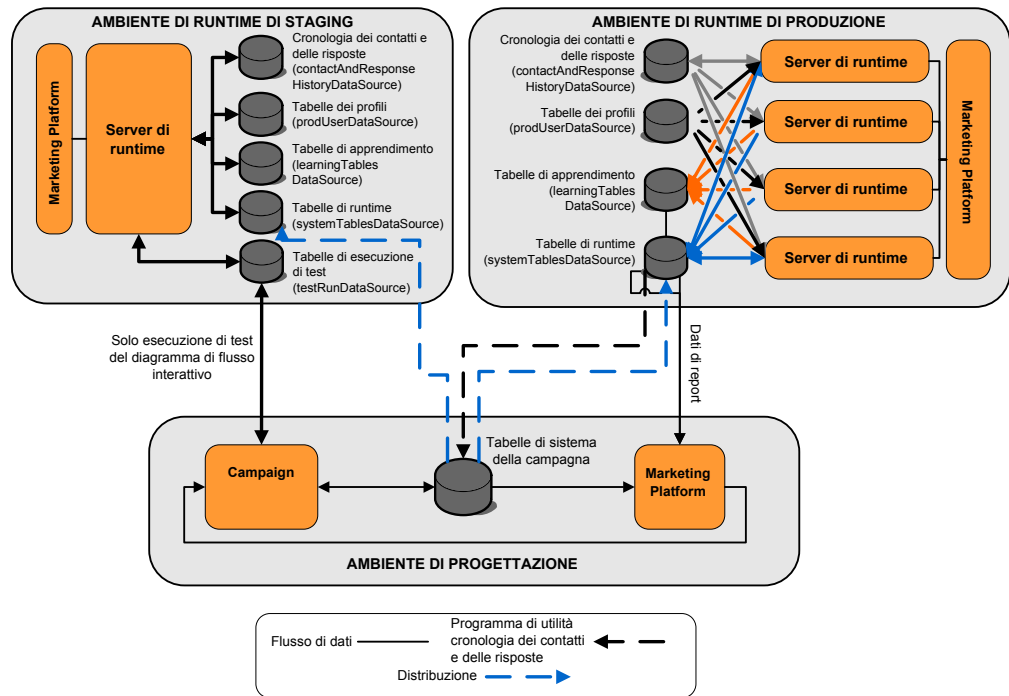 AMBIENTE DI RUNTIME DI STAGING
Marketing Platform
Server di
runtime
Cronologia dei contatti e
delle risposte
(contactAndResponse
HistoryDataSource)
Tabelle dei profili
(prodUserDataSource)
Tabelle di apprendimento
(learningTables
DataSource)
Tabelle di runtime
(systemTablesDataSource)
Tabelle di esecuzione
di test
(testRunDataSource)
AMBIENTE DI RUNTIME DI PRODUZIONE
Cronologia dei contatti e
delle risposte
(contactAndResponse
HistoryDataSource)
Tabelle dei profili
(prodUserDataSource)
Tabelle di apprendimento
(learningTables
DataSource)
Tabelle di runtime
(systemTablesDataSource)
Server di runtime
Server di runtime
Server di runtime
Server di runtime
Marketing Platform
Solo esecuzione di test
del diagramma di flusso
interattivo
Dati di report
Campaign
Tabelle di sistema
della campagna
Marketing
Platform
AMBIENTE DI PROGETTAZIONE
Flusso di dati
Programma di utilità
cronologia dei contatti
e delle risposte
Distribuzione